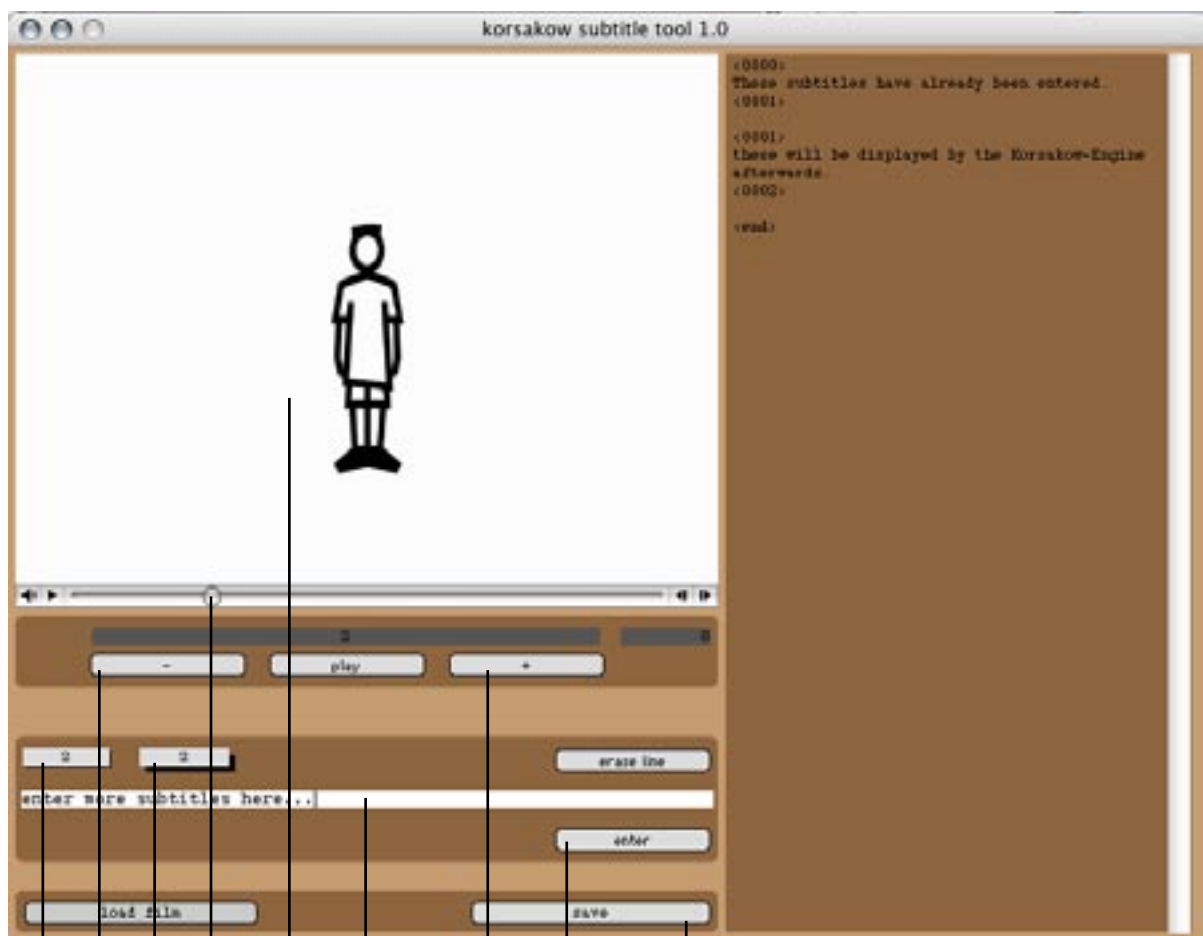 korsakow subtitle tool 1.0
<0000>
These subtitles have already been entered.
<0001>
<0001>
these will be displayed by the Korsakow-Engine
afterwards.
<0002>
<end>
- play +
2 2
erase line
enter more subtitles here...
enter
load film
save